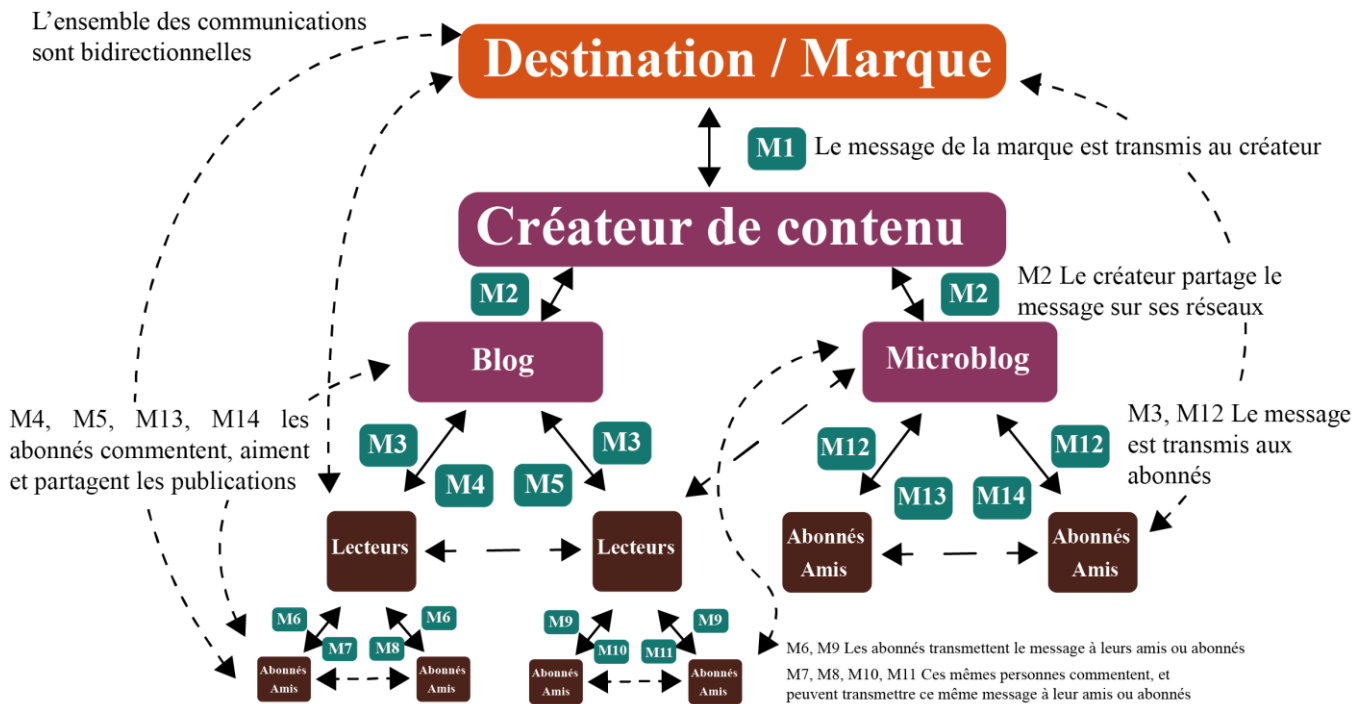 L'ensemble des communications
sont bidirectionnelles
Destination / Marque
M1
Le message de la marque est transmis au créateur
Créateur de contenu
M2
M2
M2 Le créateur partage le
message sur ses réseaux
Blog
Microblog
M4, M5, M13, M14 les
abonnés commentent, aiment
et partagent les publications
M3
M3
M4
M5
M12
M12
M13
M14
M3, M12 Le message
est transmis aux
abonnés
Lecteurs
Lecteurs
Abonnés
Amis
Abonnés
Amis
M6
M6
M7
M8
M9
M9
M10
M11
Abonnés
Amis
Abonnés
Amis
Abonnés
Amis
Abonnés
Amis
M6, M9 Les abonnés transmettent le message à leurs amis ou abonnés
M7, M8, M10, M11 Ces mêmes personnes commentent, et
peuvent transmettre ce même message à leur amis ou abonnés